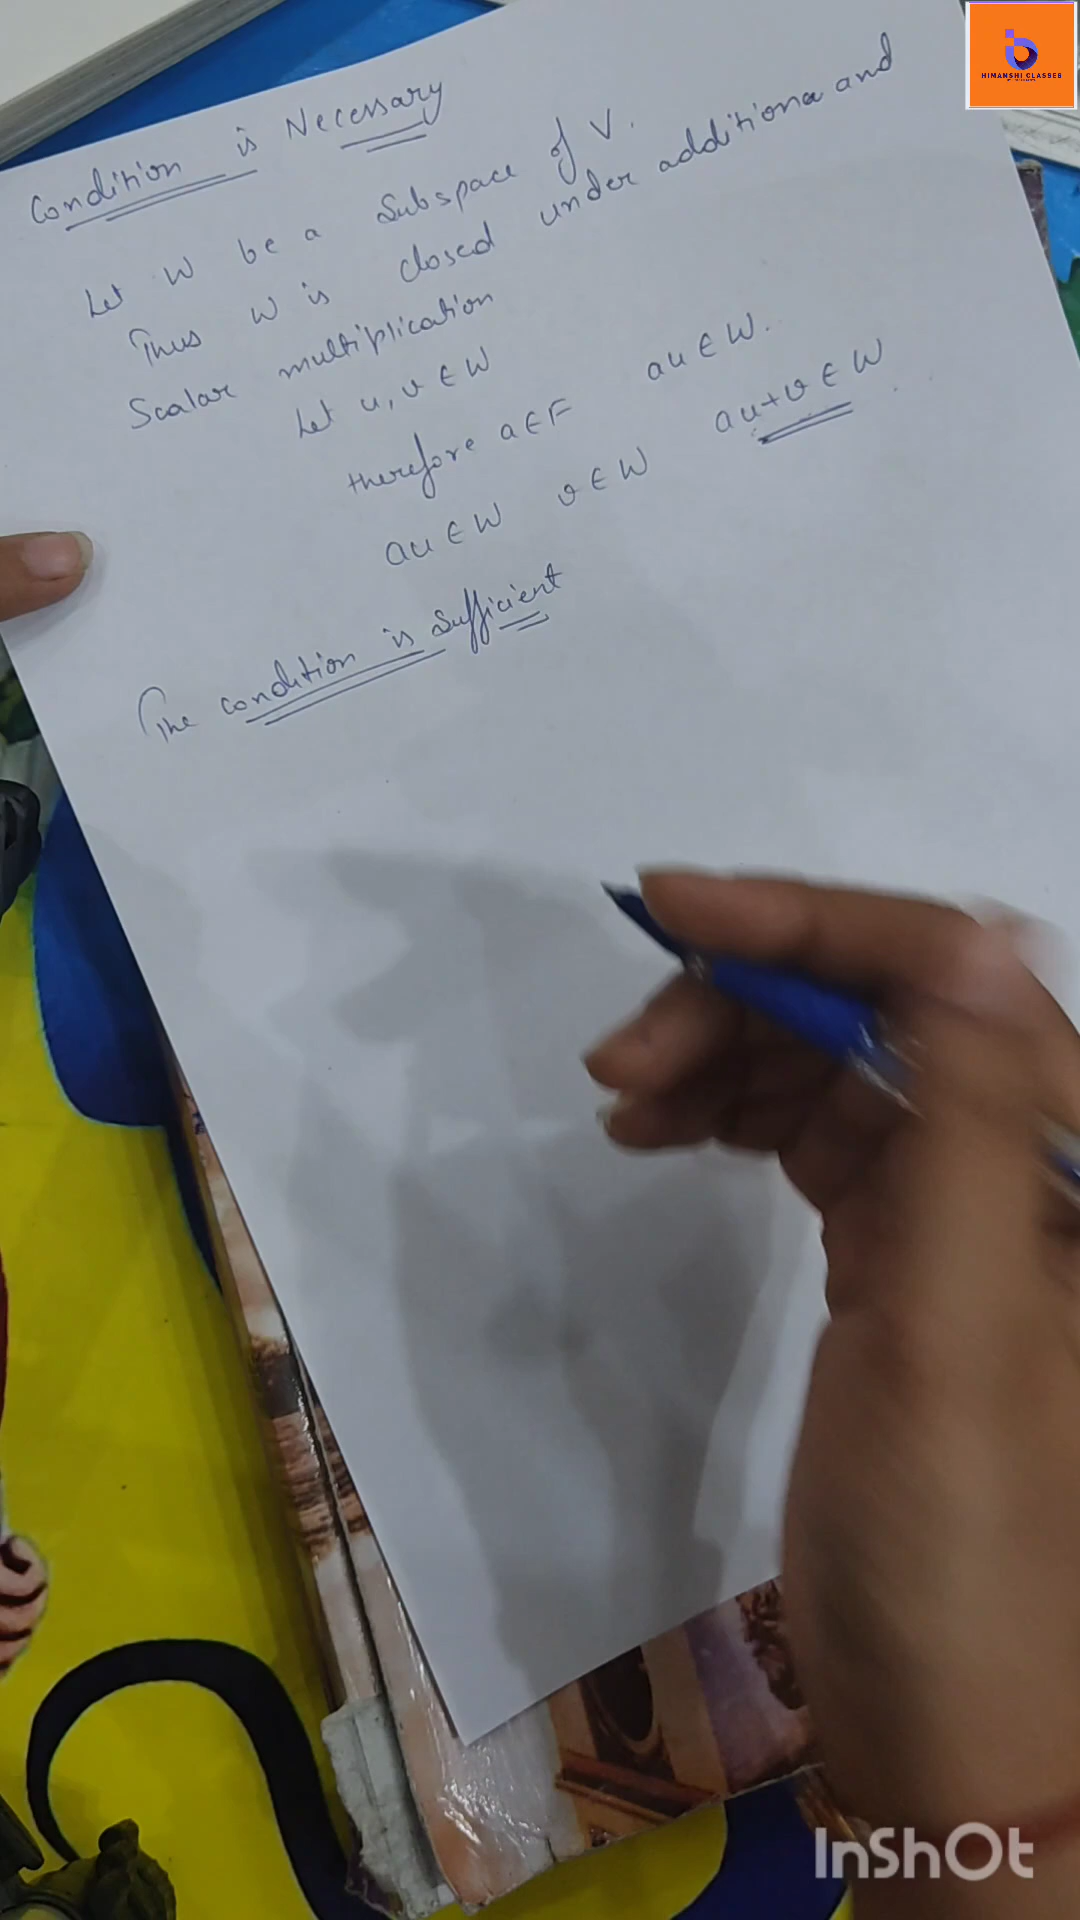 Condition is Necessary
Let W be a Subspace of V.
Thus W is closed under additiona and
Scalar multiplication
Let u, v ∈ W
therefore a ∈ F au ∈ W.
au ∈ W v ∈ W au+v ∈ W
The condition is Sufficient
HIMANSHI CLASSES
InShOt